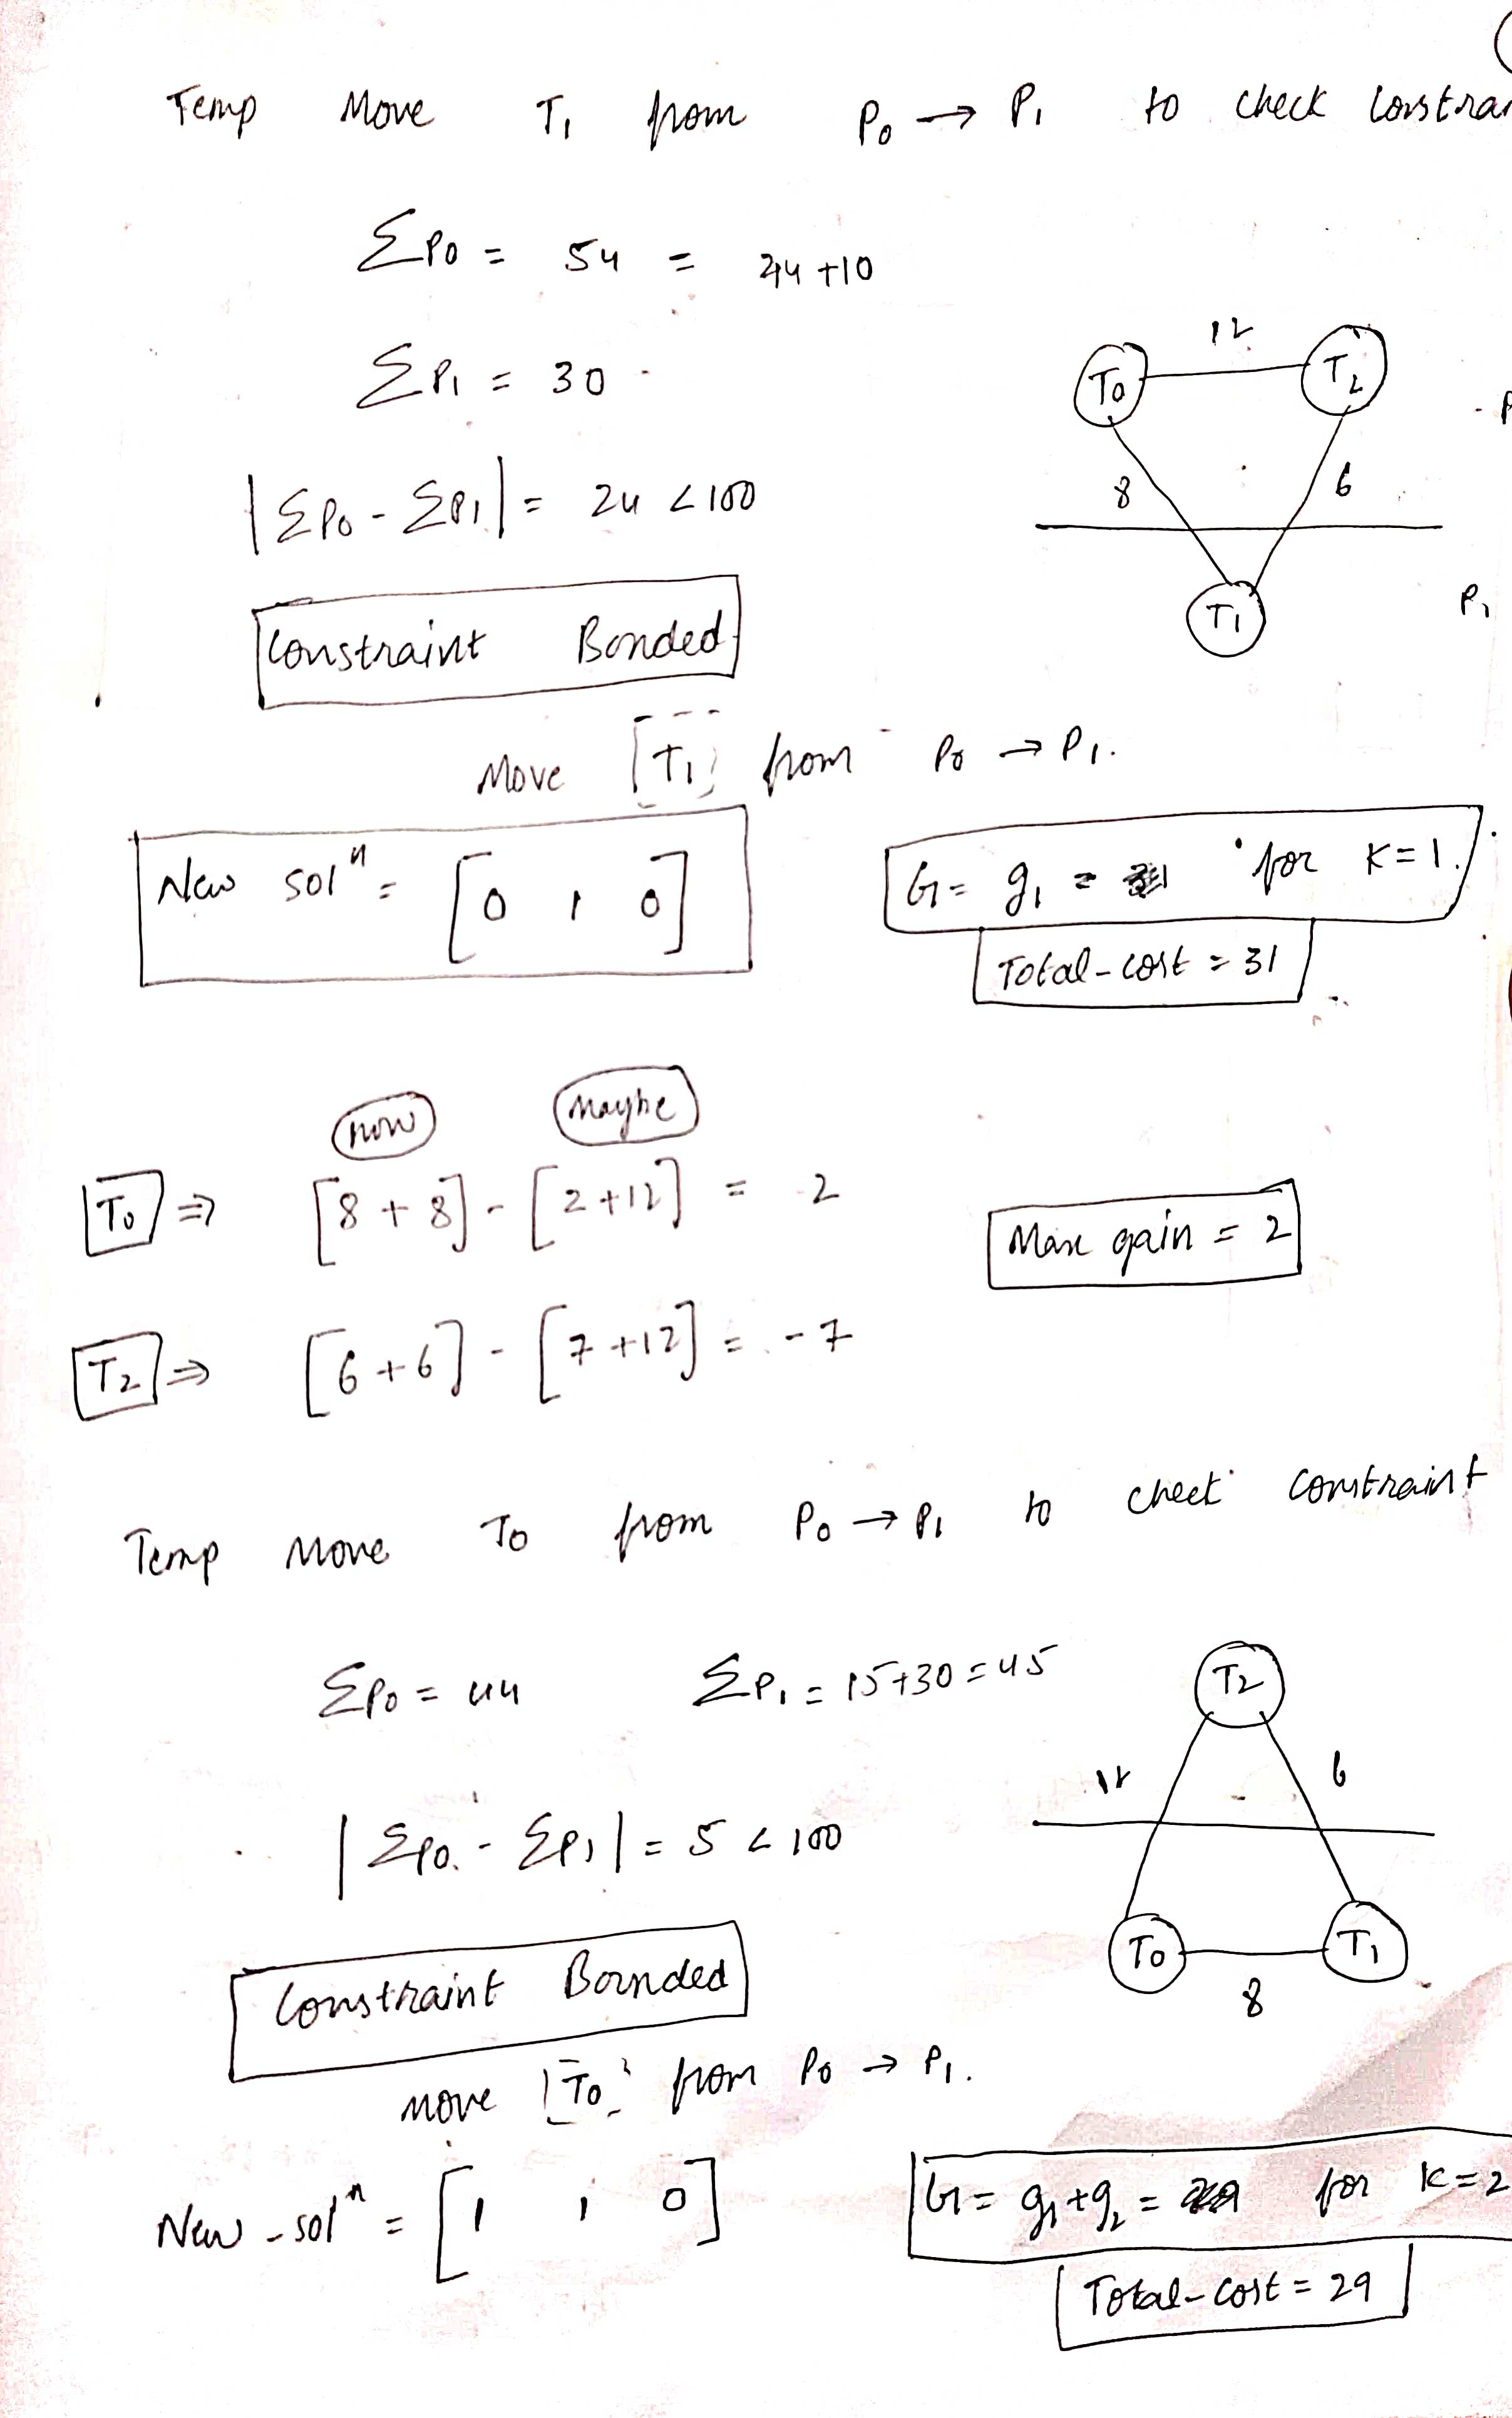 Temp Move T₁ from P₀ → P₁ to check Constra
ΣP₀ = 54 = 44 +10
ΣP₁ = 30
|ΣP₀ - ΣP₁| = 24 < 100
12
T₀ T₂
8 6
T₁
P₁
Constraint Bonded
Move [T₁] from P₀ → P₁.
New solⁿ = [0 1 0]
G = g₁ = for K=1.
Total-cost = 31
now Maybe
T₀ ⇒ [8 + 8] - [2 +12] = 2
Max gain = 2
T₂ ⇒ [6 +6] - [7 +12] = -7
Temp Move T₀ from P₀ → P₁ to check constraint
ΣP₀ = 44 ΣP₁ = 15+30 = 45
T₂
12 6
|ΣP₀ - ΣP₁| = 5 < 100
T₀ T₁
8
Constraint Bounded
move [T₀] from P₀ → P₁.
New-solⁿ = [1 1 0]
G = g₁+g₂ = for K=2
Total-cost = 29